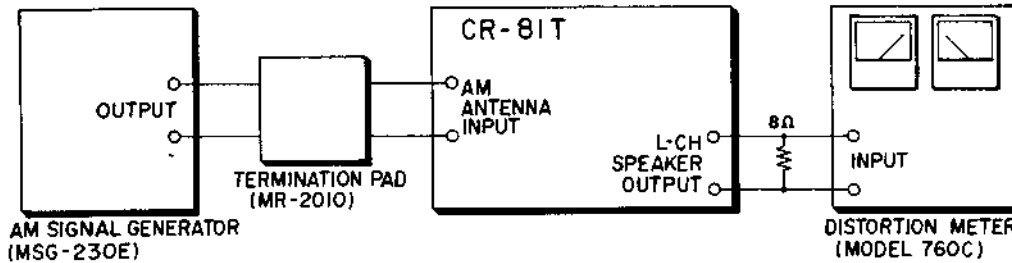 OUTPUT
AM SIGNAL GENERATOR
(MSG-230E)
TERMINATION PAD
(MR-2010)
CR-81T
AM
ANTENNA
INPUT
L-CH
SPEAKER
OUTPUT
8Ω
INPUT
DISTORTION METER
(MODEL 760C)